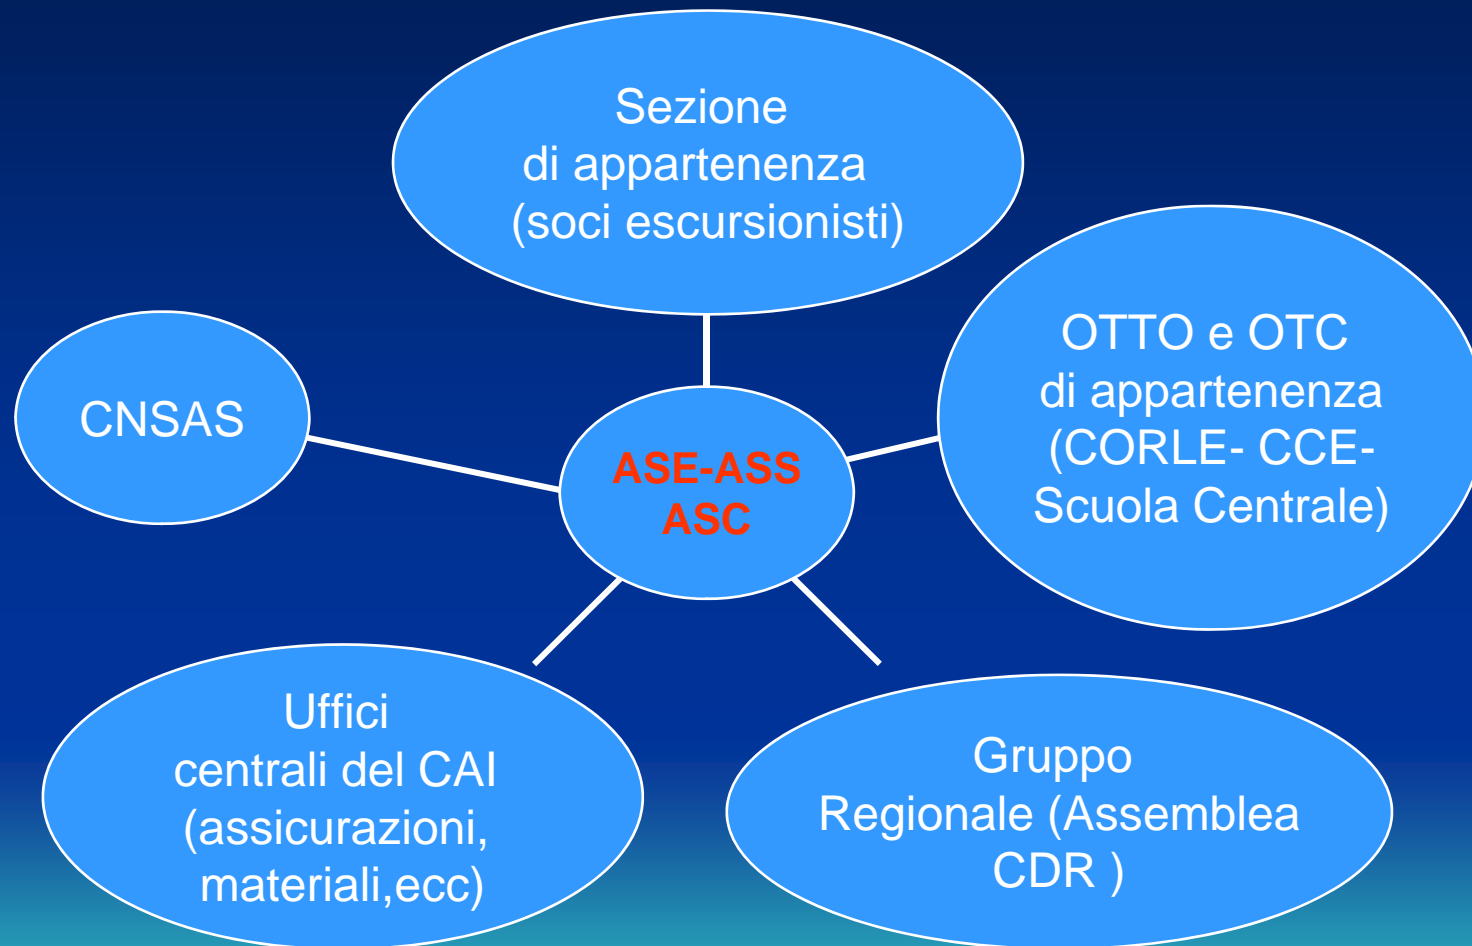 Sezione
di appartenenza
(soci escursionisti)
OTTO e OTC
di appartenenza
(CORLE- CCE-
Scuola Centrale)
CNSAS
ASE-ASS
ASC
Uffici
centrali del CAI
(assicurazioni,
materiali,ecc)
Gruppo
Regionale (Assemblea
CDR )